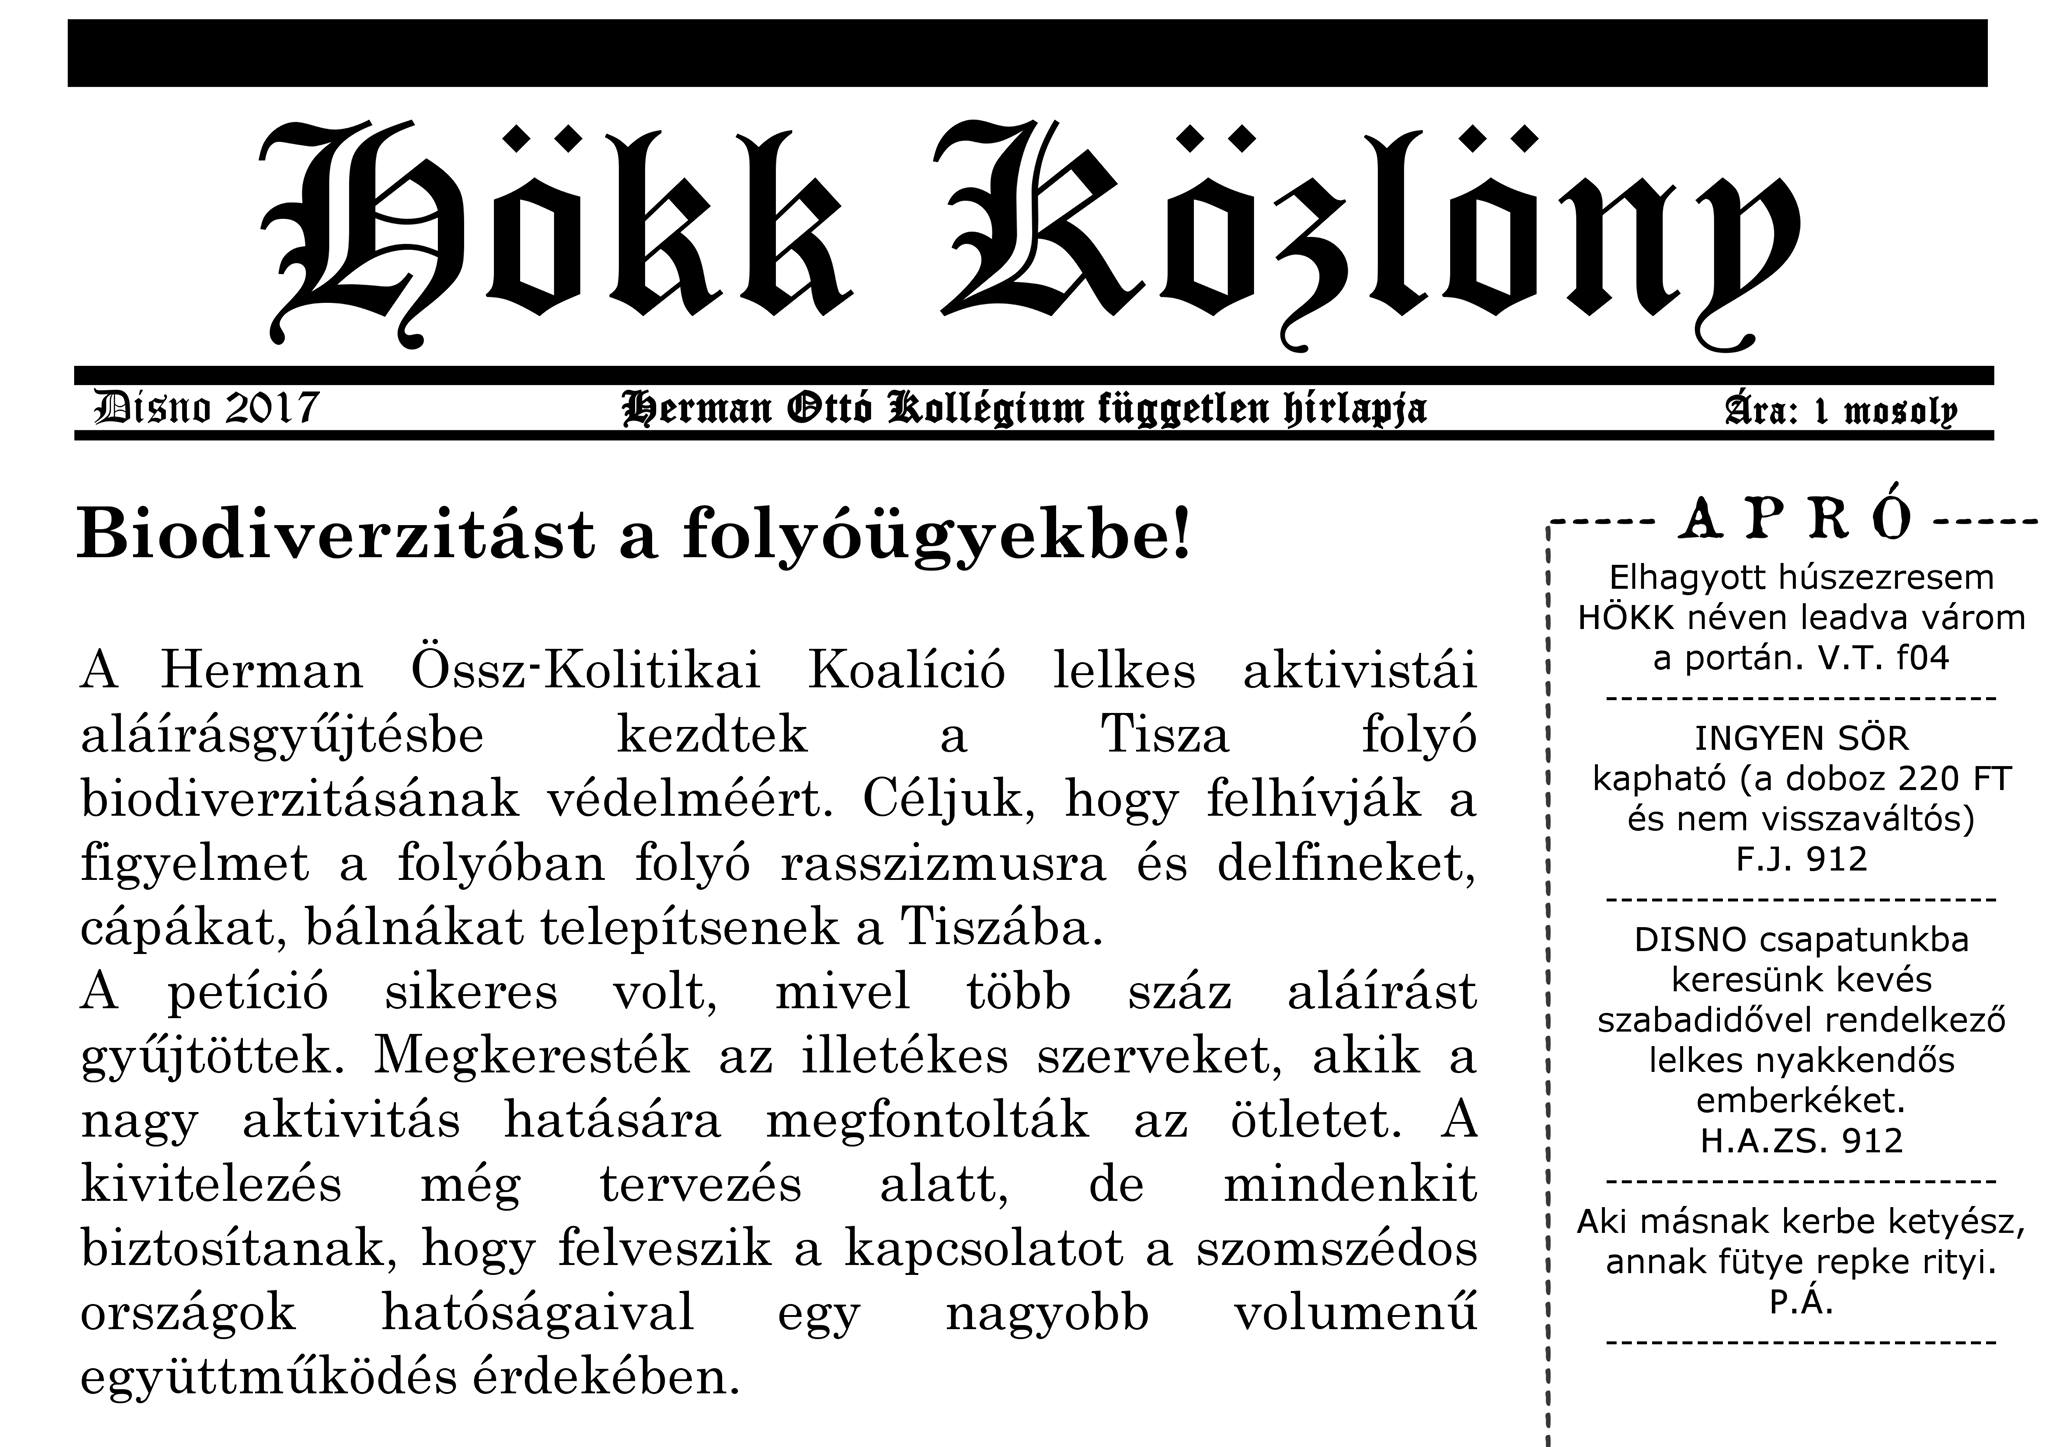 Hökk Közlöny
Disno 2017 Herman Ottó Kollégium független hírlapja Ára: 1 mosoly
Biodiverzitást a folyóügyekbe!
A Herman Össz-Kolitikai Koalíció lelkes aktivistái
aláírásgyűjtésbe kezdtek a Tisza folyó
biodiverzitásának védelméért. Céljuk, hogy felhívják a
figyelmet a folyóban folyó rasszizmusra és delfineket,
cápákat, bálnákat telepítsenek a Tiszába.
A petíció sikeres volt, mivel több száz aláírást
gyűjtöttek. Megkeresték az illetékes szerveket, akik a
nagy aktivitás hatására megfontolták az ötletet. A
kivitelezés még tervezés alatt, de mindenkit
biztosítanak, hogy felveszik a kapcsolatot a szomszédos
országok hatóságaival egy nagyobb volumenű
együttműködés érdekében.
----- A P R Ó -----
Elhagyott húszezresem
HÖKK néven leadva várom
a portán. V.T. f04
--------------------------
INGYEN SÖR
kapható (a doboz 220 FT
és nem visszaváltós)
F.J. 912
--------------------------
DISNO csapatunkba
keresünk kevés
szabadidővel rendelkező
lelkes nyakkendős
emberkéket.
H.A.ZS. 912
--------------------------
Aki másnak kerbe ketyész,
annak fütye repke rityi.
P.Á.
--------------------------